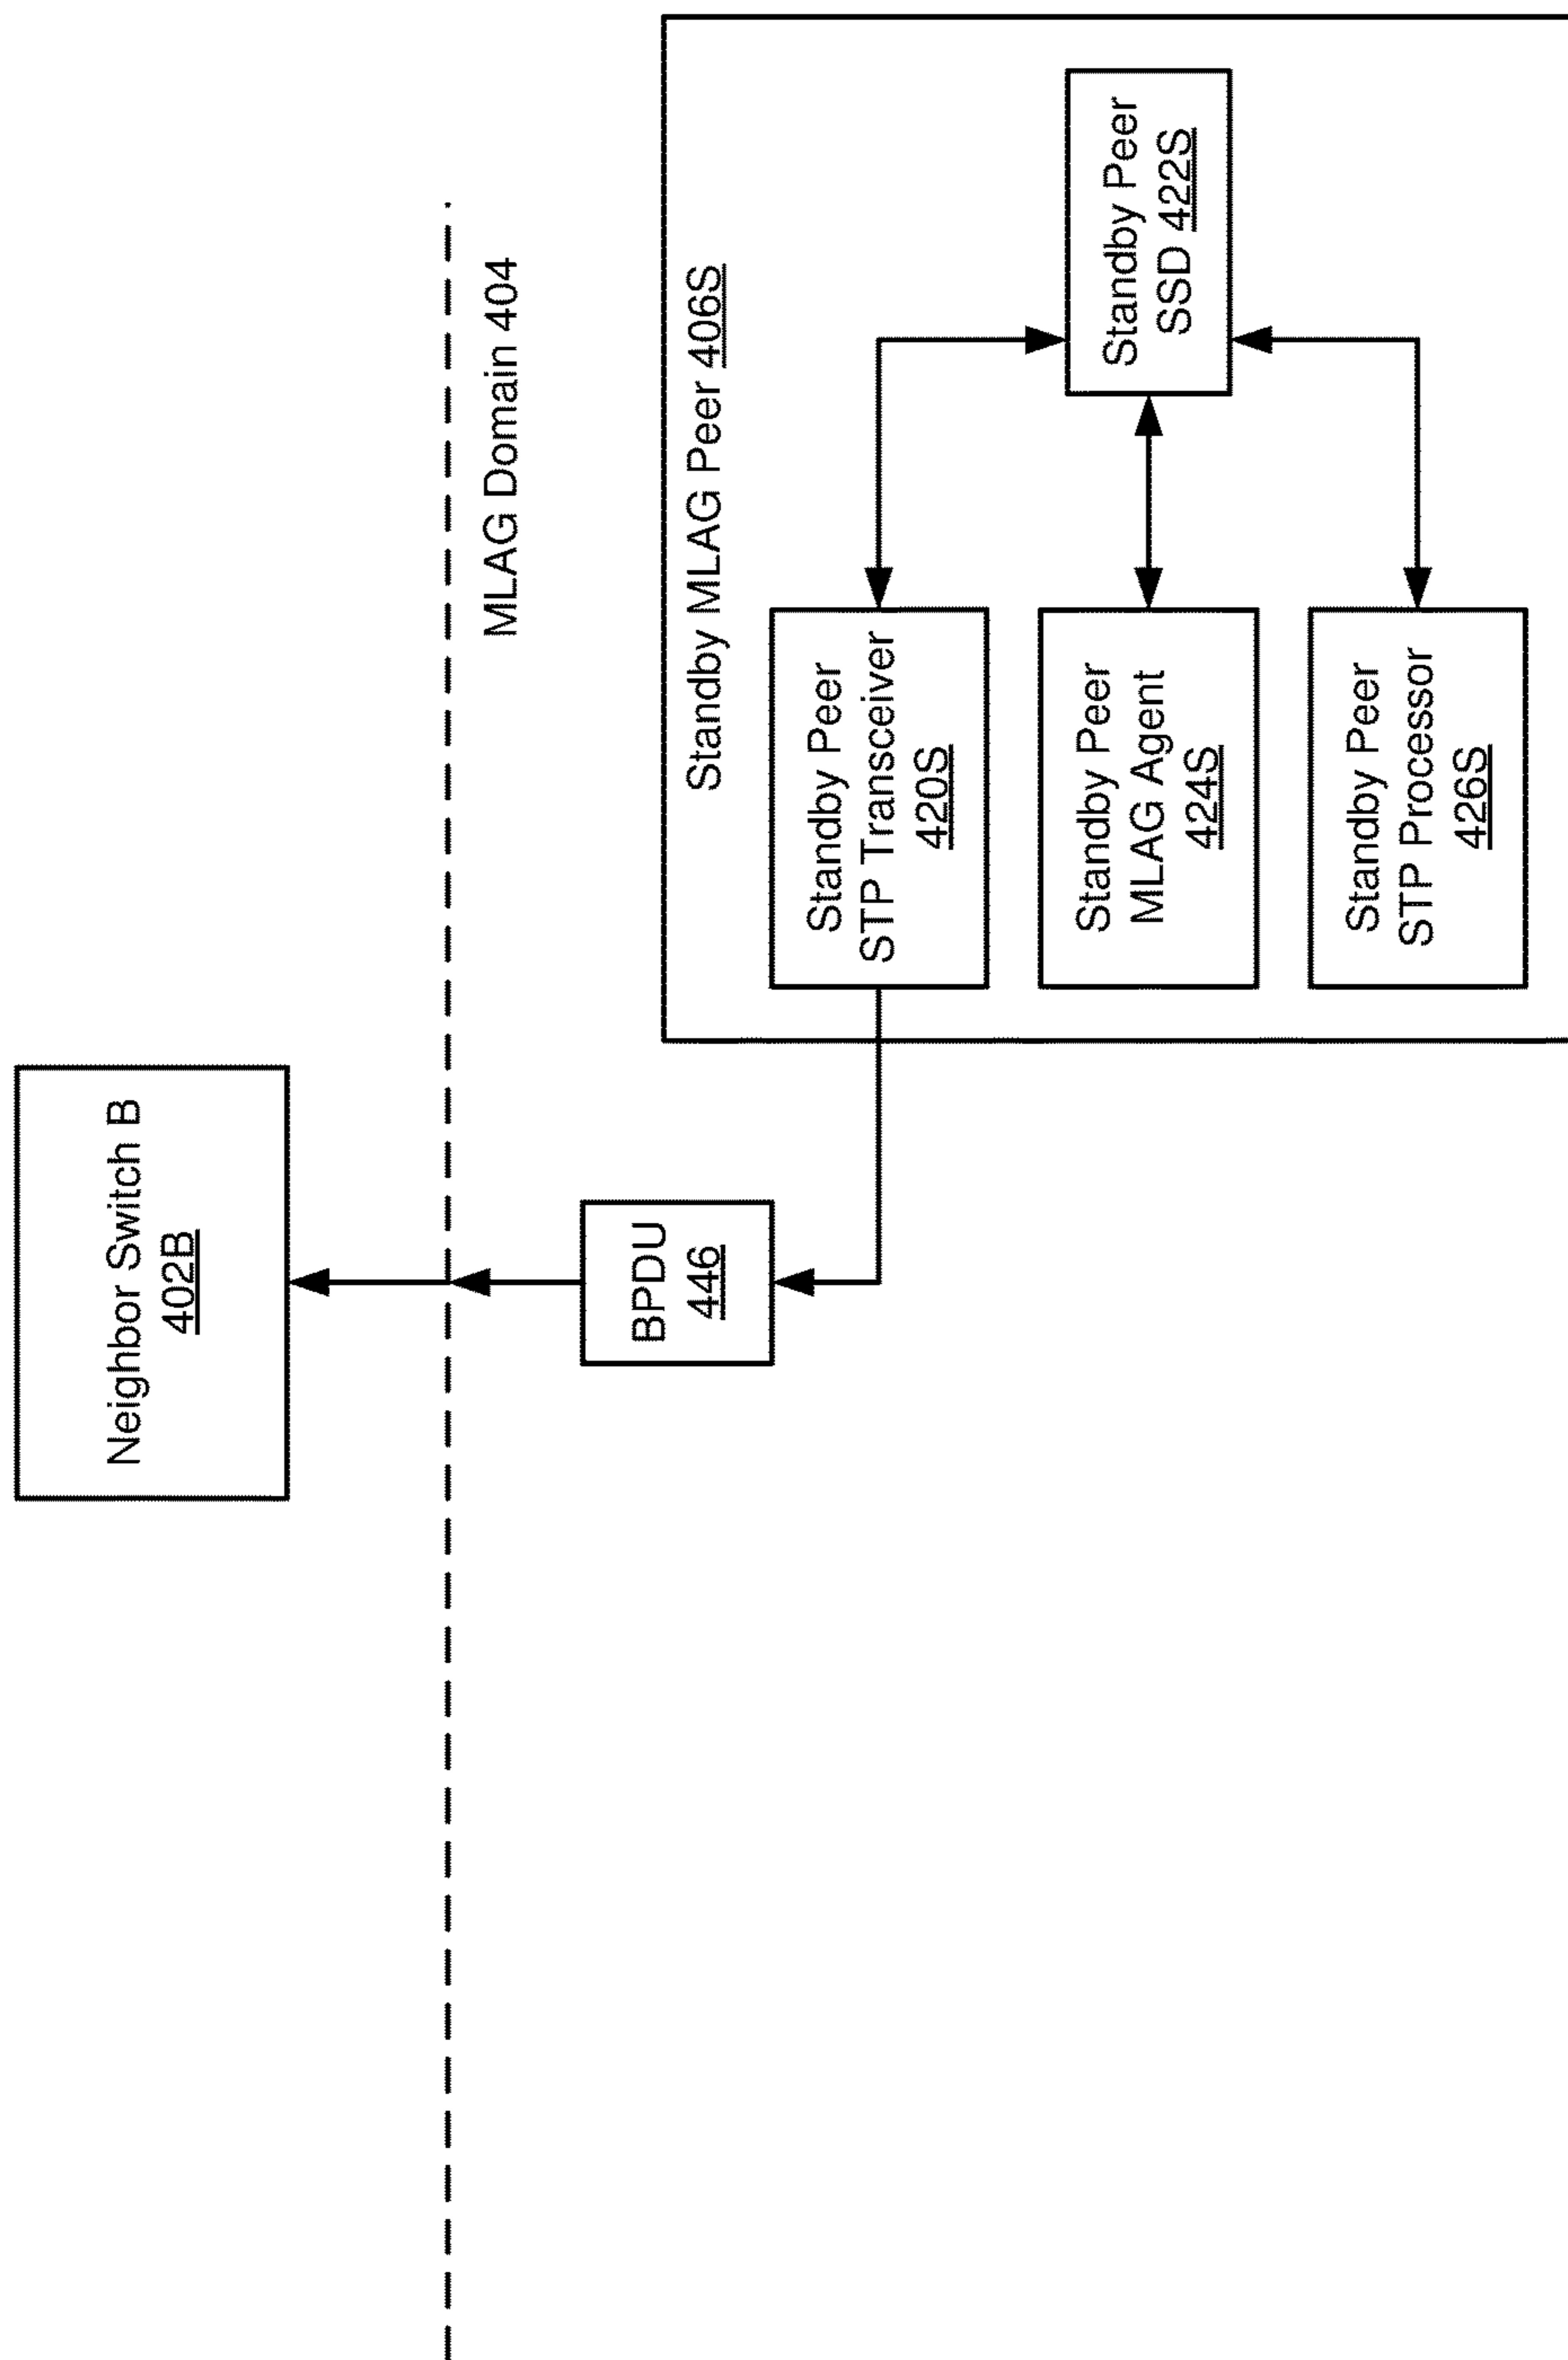 Neighbor Switch B
402B
MLAG Domain 404
BPDU
446
Standby MLAG Peer 406S
Standby Peer
STP Transceiver
420S
Standby Peer
MLAG Agent
424S
Standby Peer
STP Processor
426S
Standby Peer
SSD 422S